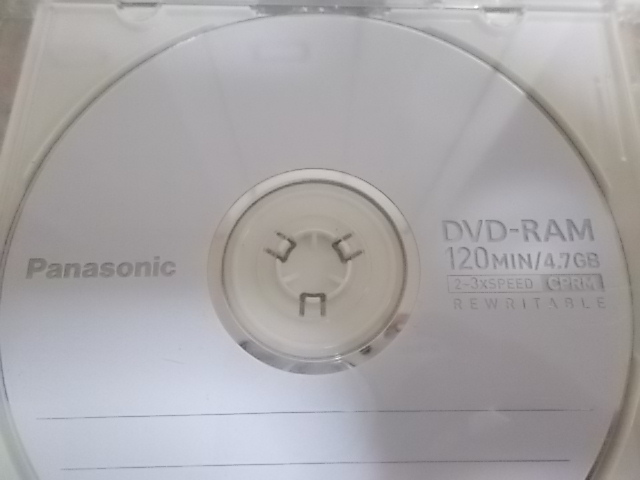 Panasonic
DVD-RAM
120MIN/4.7GB
2-3xSPEED CPRM
REWRITABLE